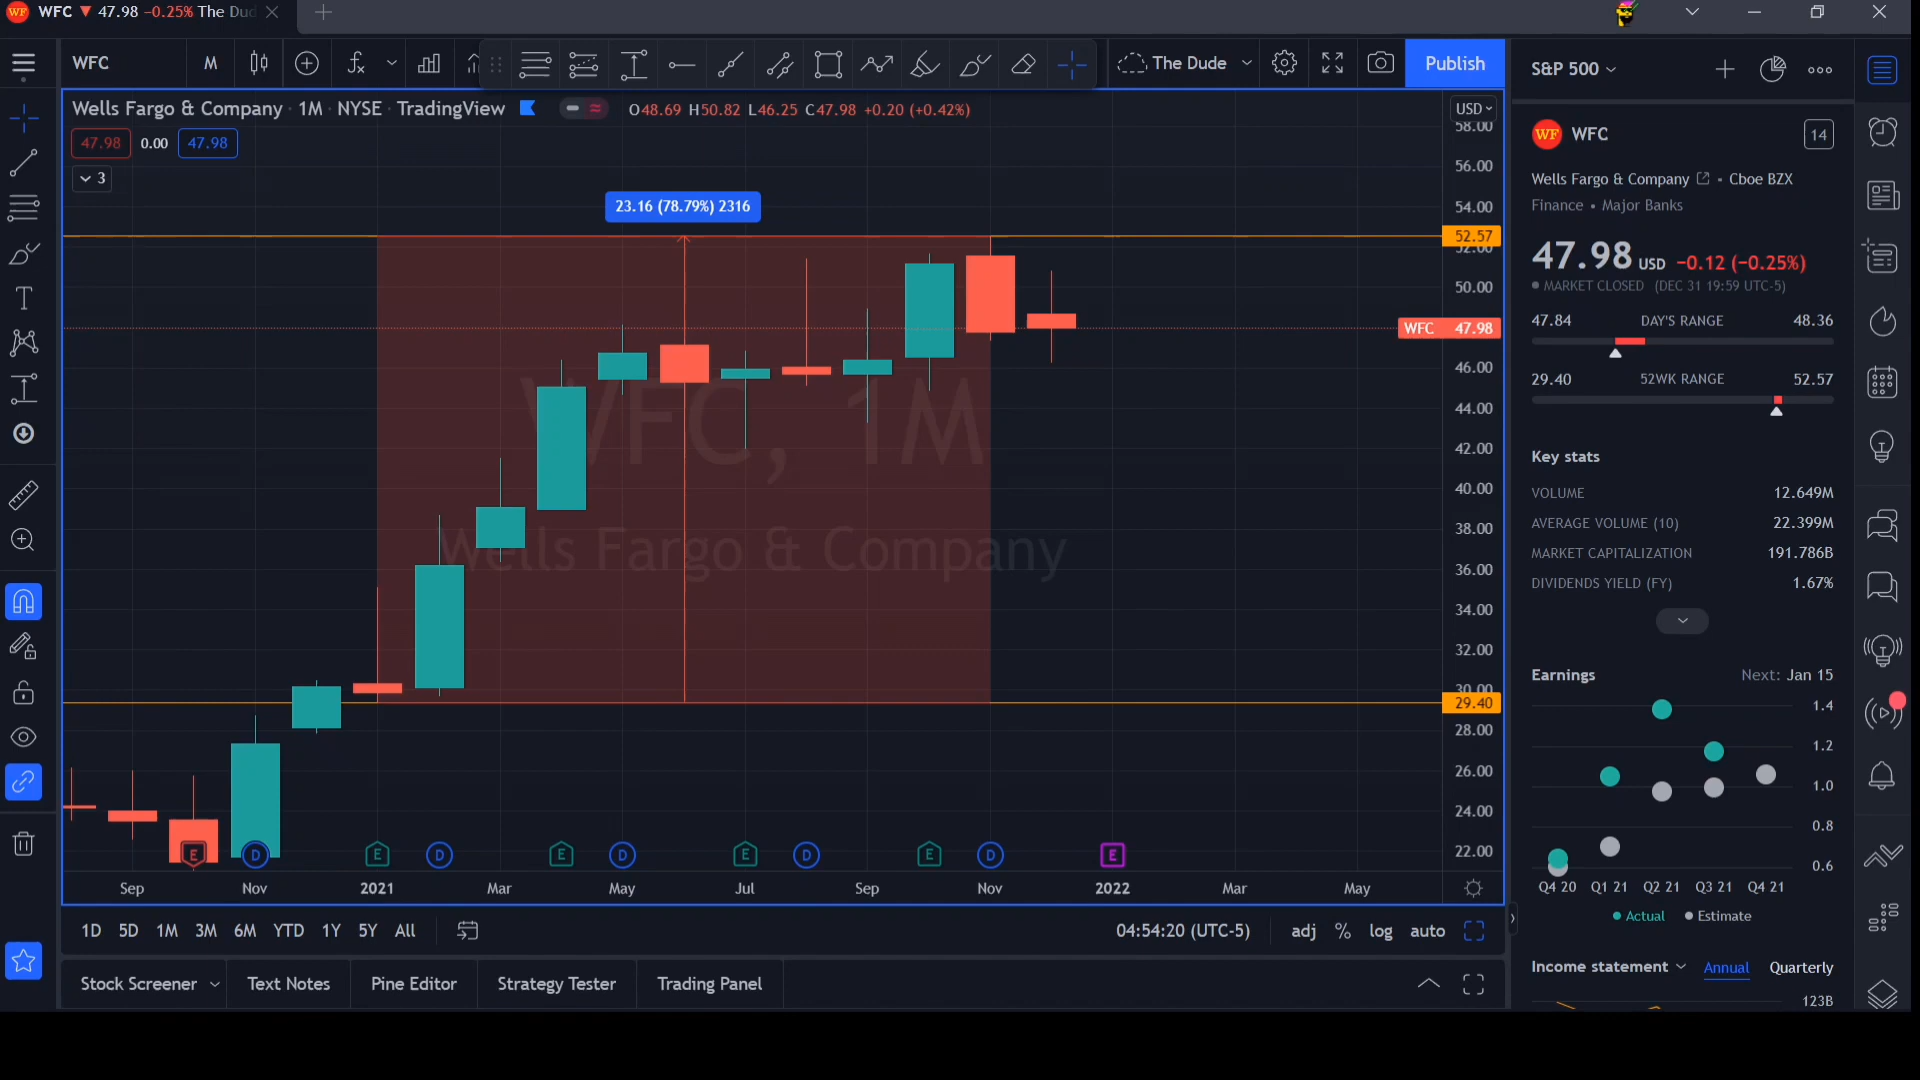 WF WFC ▼ 47.98 -0.25% The Dud
WFC M The Dude Publish
Wells Fargo & Company · 1M · NYSE · TradingView O48.69 H50.82 L46.25 C47.98 +0.20 (+0.42%)
47.98 0.00 47.98
3
23.16 (78.79%) 2316
WFC, 1M
Wells Fargo & Company
USD
58.00
56.00
54.00
52.57
52.00
50.00
WFC 47.98
46.00
44.00
42.00
40.00
38.00
36.00
34.00
32.00
30.00
29.40
28.00
26.00
24.00
22.00
E D E D E D E D E D E
Sep Nov 2021 Mar May Jul Sep Nov 2022 Mar May
1D 5D 1M 3M 6M YTD 1Y 5Y All 04:54:20 (UTC-5) adj % log auto
Stock Screener Text Notes Pine Editor Strategy Tester Trading Panel
S&P 500
WF WFC 14
Wells Fargo & Company • Cboe BZX
Finance • Major Banks
47.98 USD −0.12 (−0.25%)
MARKET CLOSED (DEC 31 19:59 UTC-5)
47.84 DAY'S RANGE 48.36
29.40 52WK RANGE 52.57
Key stats
VOLUME 12.649M
AVERAGE VOLUME (10) 22.399M
MARKET CAPITALIZATION 191.786B
DIVIDENDS YIELD (FY) 1.67%
Earnings Next: Jan 15
1.4
1.2
1.0
0.8
0.6
Q4 20 Q1 21 Q2 21 Q3 21 Q4 21
Actual Estimate
Income statement Annual Quarterly
123B